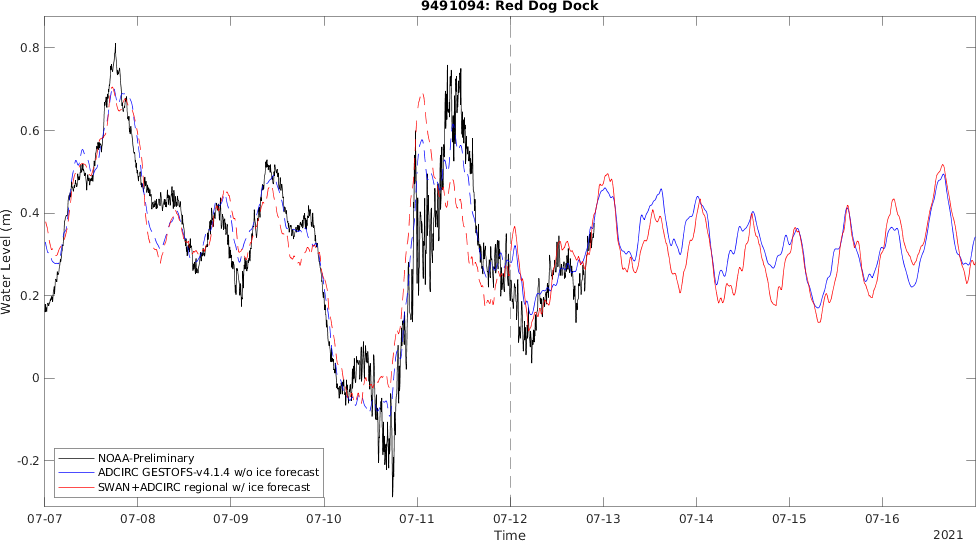 9491094: Red Dog Dock
Water Level (m)
0.8
0.6
0.4
0.2
0
-0.2
NOAA-Preliminary
ADCIRC GESTOFS-v4.1.4 w/o ice forecast
SWAN+ADCIRC regional w/ ice forecast
07-07 07-08 07-09 07-10 07-11 07-12 07-13 07-14 07-15 07-16
Time
2021